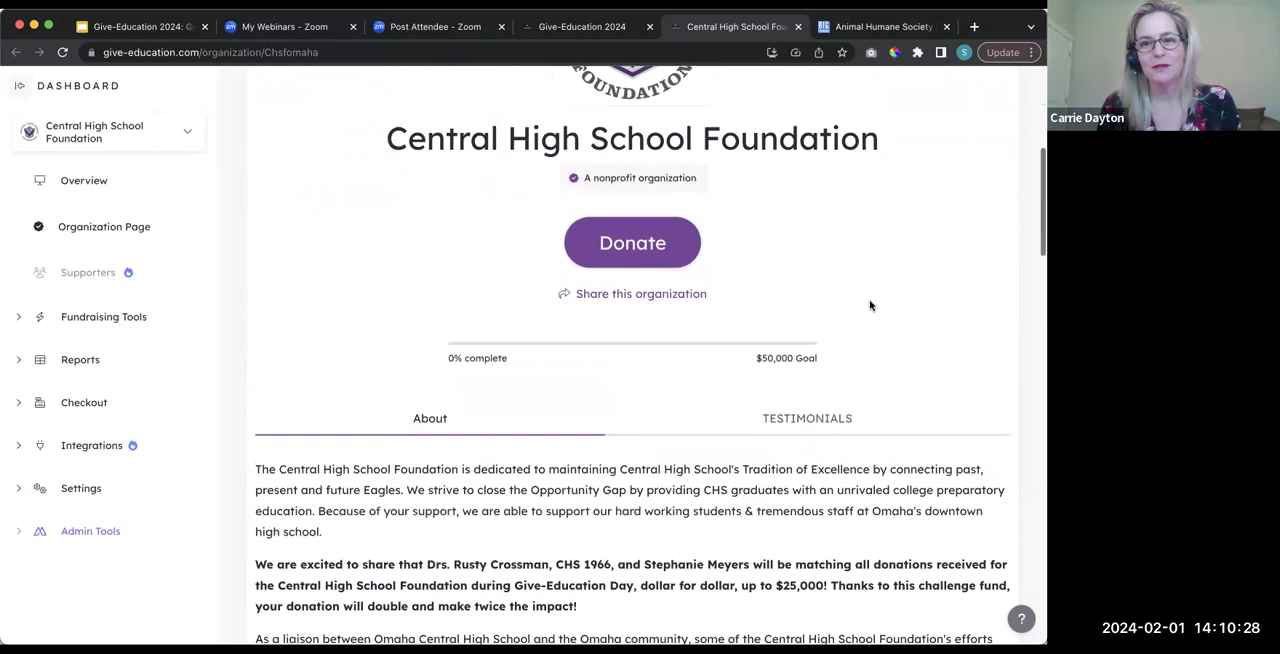 Give-Education 2024: G
My Webinars - Zoom
Post Attendee - Zoom
Give-Education 2024
Central High School Fou
Animal Humane Society
give-education.com/organization/Chsfomaha
S
Update
DASHBOARD
Central High School
Foundation
Overview
Organization Page
Supporters
Fundraising Tools
Reports
Checkout
Integrations
Settings
Admin Tools
FOUNDATION
Central High School Foundation
A nonprofit organization
Donate
Share this organization
0% complete
$50,000 Goal
About
TESTIMONIALS
The Central High School Foundation is dedicated to maintaining Central High School's Tradition of Excellence by connecting past,
present and future Eagles. We strive to close the Opportunity Gap by providing CHS graduates with an unrivaled college preparatory
education. Because of your support, we are able to support our hard working students & tremendous staff at Omaha's downtown
high school.
We are excited to share that Drs. Rusty Crossman, CHS 1966, and Stephanie Meyers will be matching all donations received for
the Central High School Foundation during Give-Education Day, dollar for dollar, up to $25,000! Thanks to this challenge fund,
your donation will double and make twice the impact!
As a liaison between Omaha Central High School and the Omaha community, some of the Central High School Foundation's efforts
?
Carrie Dayton
2024-02-01 14:10:28